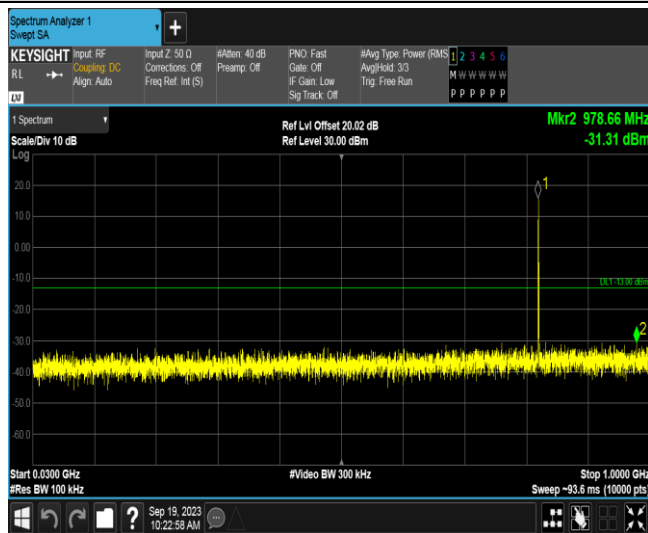 Spectrum Analyzer 1
Swept SA
KEYSIGHT
RL
LXI
Input: RF
Coupling: DC
Align: Auto
Input Z: 50 Ω
Corrections: Off
Freq Ref: Int (S)
#Atten: 40 dB
Preamp: Off
PNO: Fast
Gate: Off
IF Gain: Low
Sig Track: Off
#Avg Type: Power (RMS
Avg|Hold: 3/3
Trig: Free Run
1 2 3 4 5 6
M W W W W W
P P P P P P
1 Spectrum
Scale/Div 10 dB
Ref Lvl Offset 20.02 dB
Ref Level 30.00 dBm
Mkr2 978.66 MHz
-31.31 dBm
Log
1
20.0
10.0
0.00
-10.0
DL1 -13.00 dBm
-20.0
2
-30.0
-40.0
-50.0
-60.0
Start 0.0300 GHz
#Video BW 300 kHz
Stop 1.0000 GHz
#Res BW 100 kHz
Sweep ~93.6 ms (10000 pts)
?
Sep 19, 2023
10:22:58 AM